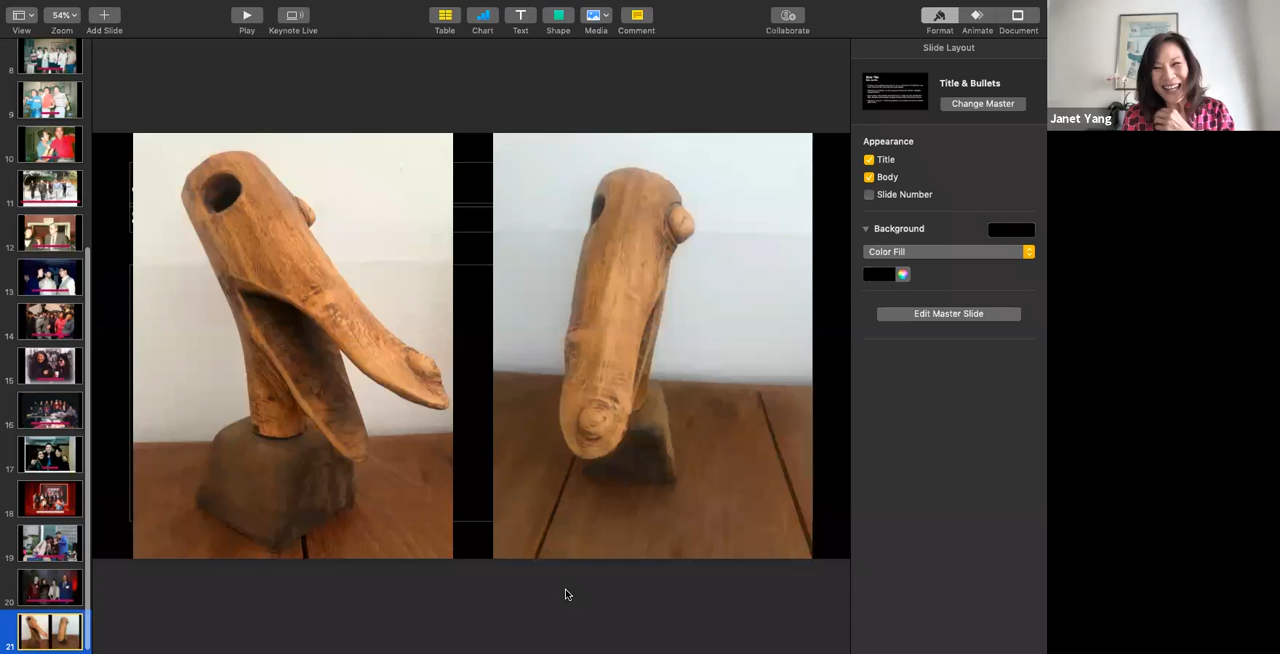 54%
View
Zoom
Add Slide
Play
Keynote Live
Table
Chart
Text
Shape
Media
Comment
Collaborate
Format
Animate
Document
Slide Layout
Title & Bullets
Change Master
Appearance
Title
Body
Slide Number
Background
Color Fill
Edit Master Slide
Janet Yang
8
9
10
11
12
13
14
15
16
17
18
19
20
21